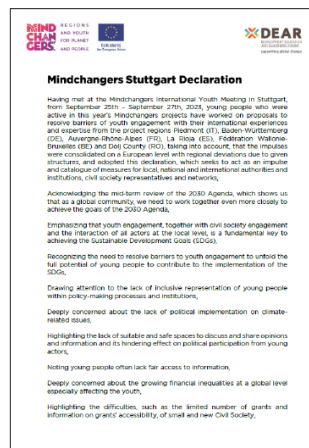 MIND CHAN GERS
REGIONS
AND YOUTH
FOR PLANET
AND PEOPLE
DEAR
Mindchangers Stuttgart Declaration
Having met at the Mindchangers International Youth Meeting in Stuttgart,
from September 25th – September 27th, 2023, young people who were
active in this year's Mindchangers projects have worked on proposals to
resolve barriers of youth engagement with their international experiences
and expertise from the project regions Piedmont (IT), Baden-Württemberg
(DE), Auvergne-Rhône-Alpes (FR), La Rioja (ES), Fédération Wallonie-
Bruxelles (BE) and Dolj County (RO), taking into account, that the impulses
were consolidated on a European level with regional deviations due to given
structures, and adopted this declaration, which seeks to act as an impulse
and catalogue of measures for local, national and international authorities and
institutions, civil society representatives and networks,
Acknowledging the mid-term review of the 2030 Agenda, which shows us
that as a global community, we need to work together even more closely to
achieve the goals of the 2030 Agenda,
Emphasizing that youth engagement, together with civil society engagement
and the interaction of all actors at the local level, is a fundamental key to
achieving the Sustainable Development Goals (SDGs),
Recognizing the need to resolve barriers to youth engagement to unfold the
full potential of young people to contribute to the implementation of the
SDGs,
Drawing attention to the lack of inclusive representation of young people
within policy-making processes and institutions,
Deeply concerned about the lack of political implementation on climate-
related issues,
Highlighting the lack of suitable and safe spaces to discuss and share opinions
and information and its hindering effect on political participation from young
actors,
Noting young people often lack fair access to information,
Deeply concerned about the growing financial inequalities at a global level
especially affecting the youth,
Highlighting the difficulties, such as the limited number of grants and
information on grants' accessibility, of small and new Civil Society,